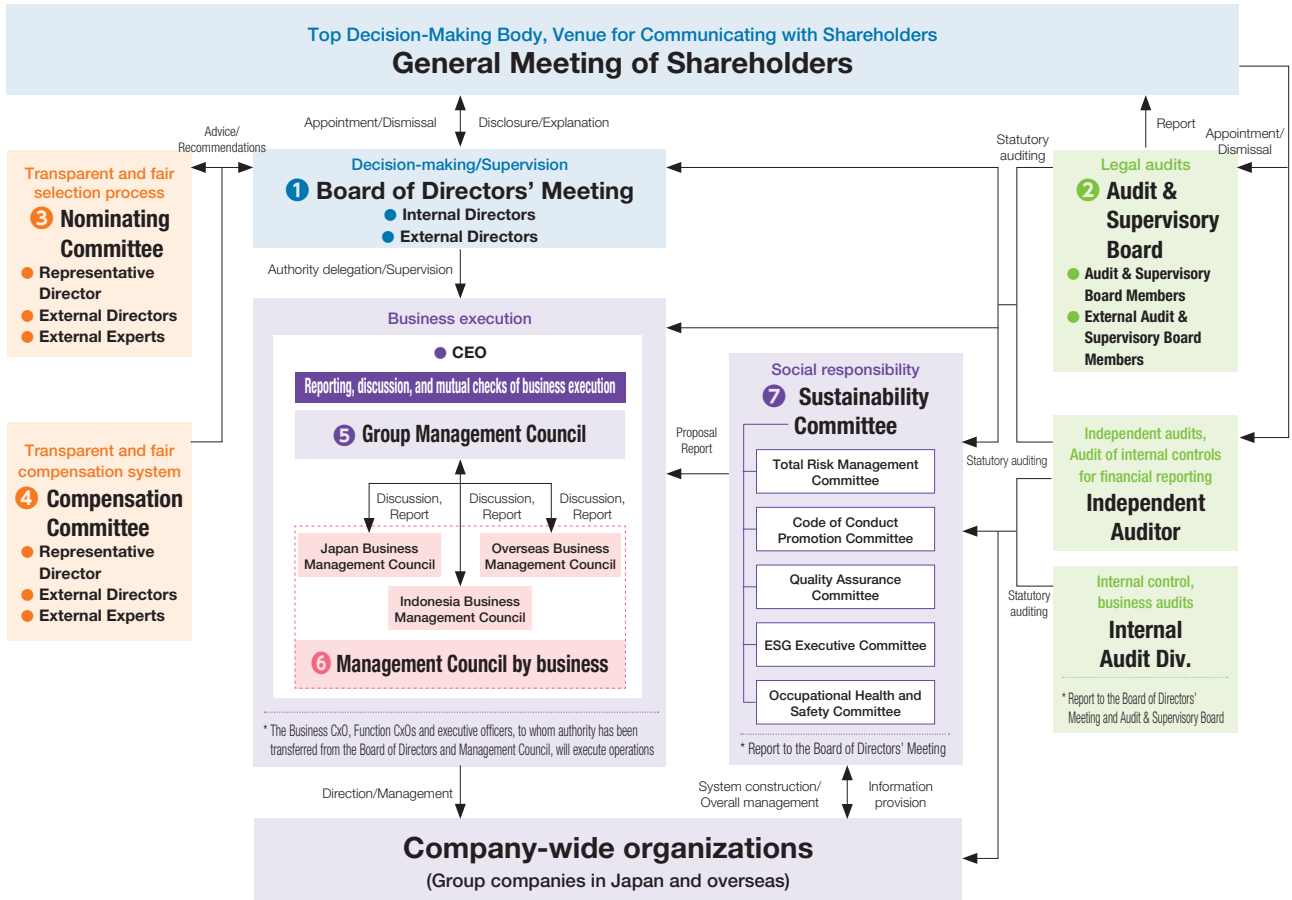 Top Decision-Making Body, Venue for Communicating with Shareholders
General Meeting of Shareholders
Appointment/Dismissal
Disclosure/Explanation
Report
Appointment/
Dismissal
Advice/
Recommendations
Statutory
auditing
Transparent and fair
selection process
3 Nominating
Committee
● Representative
Director
● External Directors
● External Experts
Decision-making/Supervision
1 Board of Directors' Meeting
● Internal Directors
● External Directors
Legal audits
2 Audit &
Supervisory
Board
● Audit & Supervisory
Board Members
● External Audit &
Supervisory Board
Members
Authority delegation/Supervision
Transparent and fair
compensation system
4 Compensation
Committee
● Representative
Director
● External Directors
● External Experts
Business execution
● CEO
Reporting, discussion, and mutual checks of business execution
5 Group Management Council
Discussion,
Report
Discussion,
Report
Discussion,
Report
Japan Business
Management Council
Overseas Business
Management Council
Indonesia Business
Management Council
6 Management Council by business
* The Business CxO, Function CxOs and executive officers, to whom authority has been
transferred from the Board of Directors and Management Council, will execute operations
Proposal
Report
Social responsibility
7 Sustainability
Committee
Total Risk Management
Committee
Code of Conduct
Promotion Committee
Quality Assurance
Committee
ESG Executive Committee
Occupational Health and
Safety Committee
* Report to the Board of Directors' Meeting
Statutory auditing
Independent audits,
Audit of internal controls
for financial reporting
Independent
Auditor
Statutory
auditing
Internal control,
business audits
Internal
Audit Div.
* Report to the Board of Directors'
Meeting and Audit & Supervisory Board
Direction/Management
System construction/
Overall management
Information
provision
Company-wide organizations
(Group companies in Japan and overseas)